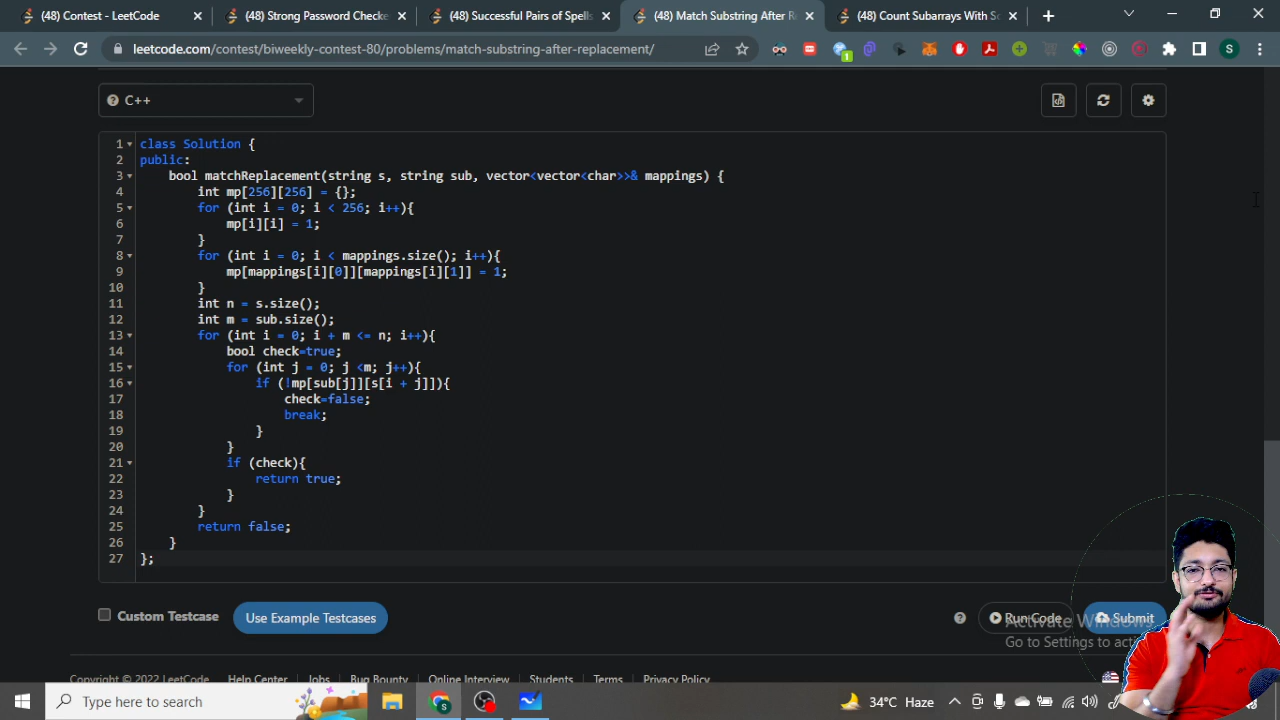 (48) Contest - LeetCode
(48) Strong Password Checke
(48) Successful Pairs of Spells
(48) Match Substring After R
(48) Count Subarrays With Sc
leetcode.com/contest/biweekly-contest-80/problems/match-substring-after-replacement/
1
S
C++
1 class Solution {
2 public:
3 bool matchReplacement(string s, string sub, vector<vector<char>>& mappings) {
4 int mp[256][256] = {};
5 for (int i = 0; i < 256; i++){
6 mp[i][i] = 1;
7 }
8 for (int i = 0; i < mappings.size(); i++){
9 mp[mappings[i][0]][mappings[i][1]] = 1;
10 }
11 int n = s.size();
12 int m = sub.size();
13 for (int i = 0; i + m <= n; i++){
14 bool check=true;
15 for (int j = 0; j <m; j++){
16 if (!mp[sub[j]][s[i + j]]){
17 check=false;
18 break;
19 }
20 }
21 if (check){
22 return true;
23 }
24 }
25 return false;
26 }
27 };
Custom Testcase
Use Example Testcases
Run Code
Submit
Activate Windows
Go to Settings to acti
Copyright © 2022 LeetCode
Help Center
Jobs
Bug Bounty
Online Interview
Students
Terms
Privacy Policy
Type here to search
34°C Haze